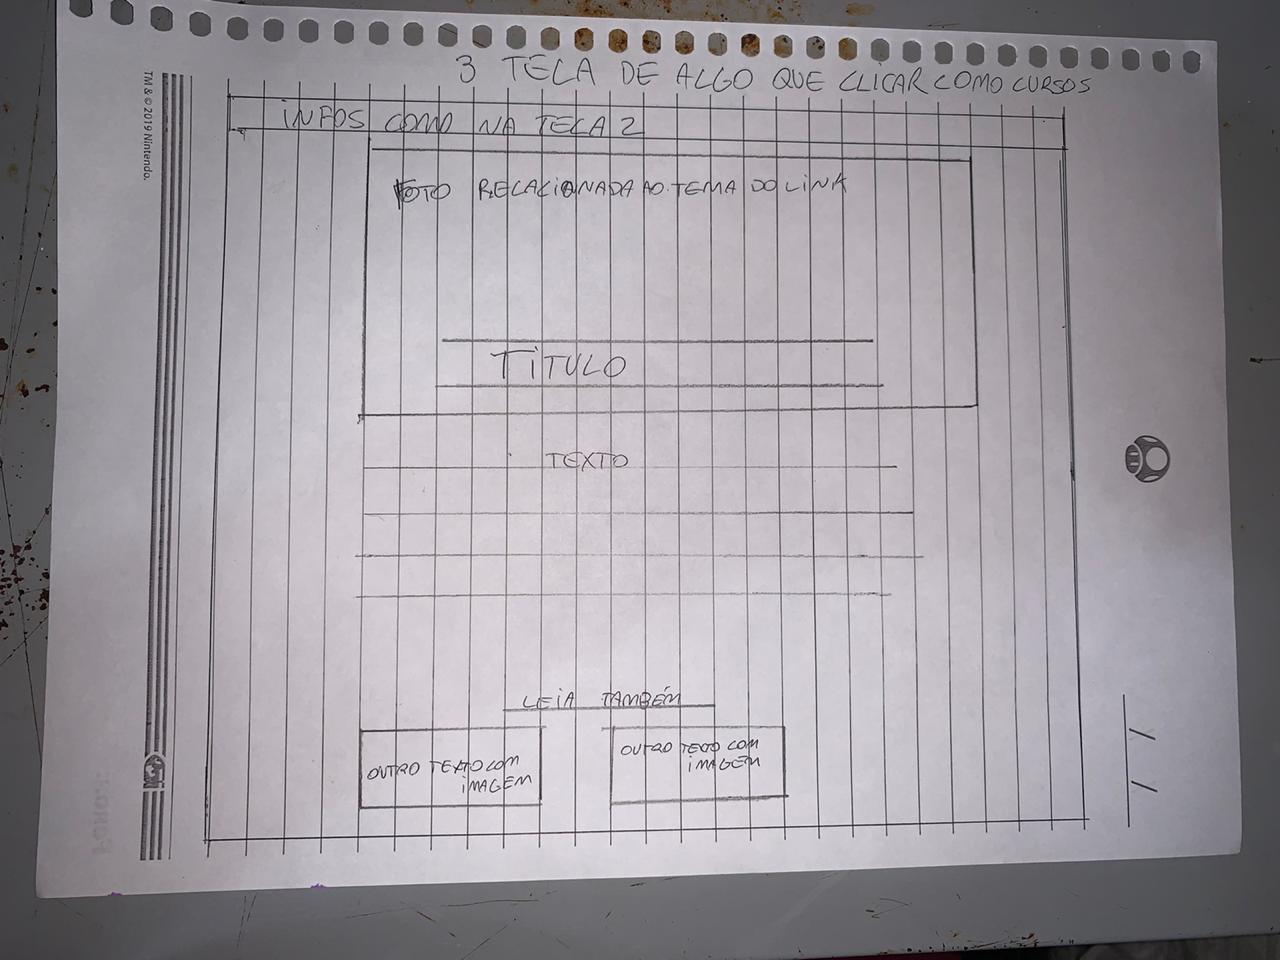 3 TELA DE ALGO QUE CLICAR COMO CURSOS
INFOS COMO NA TELA 2
FOTO RELACIONADA AO TEMA DO LINK
TÍTULO
TEXTO
LEIA TAMBÉM
OUTRO TEXTO COM
IMAGEM
OUTRO TEXTO COM
IMAGEM
TM & © 2019 Nintendo.